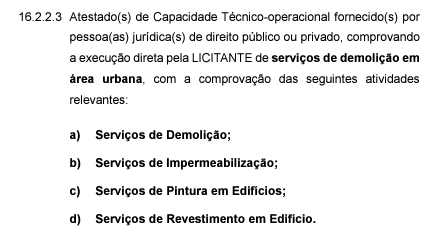 16.2.2.3 Atestado(s) de Capacidade Técnico-operacional fornecido(s) por
pessoa(as) jurídica(s) de direito público ou privado, comprovando
a execução direta pela LICITANTE de serviços de demolição em
área urbana, com a comprovação das seguintes atividades
relevantes:
a) Serviços de Demolição;
b) Serviços de Impermeabilização;
c) Serviços de Pintura em Edifícios;
d) Serviços de Revestimento em Edifício.